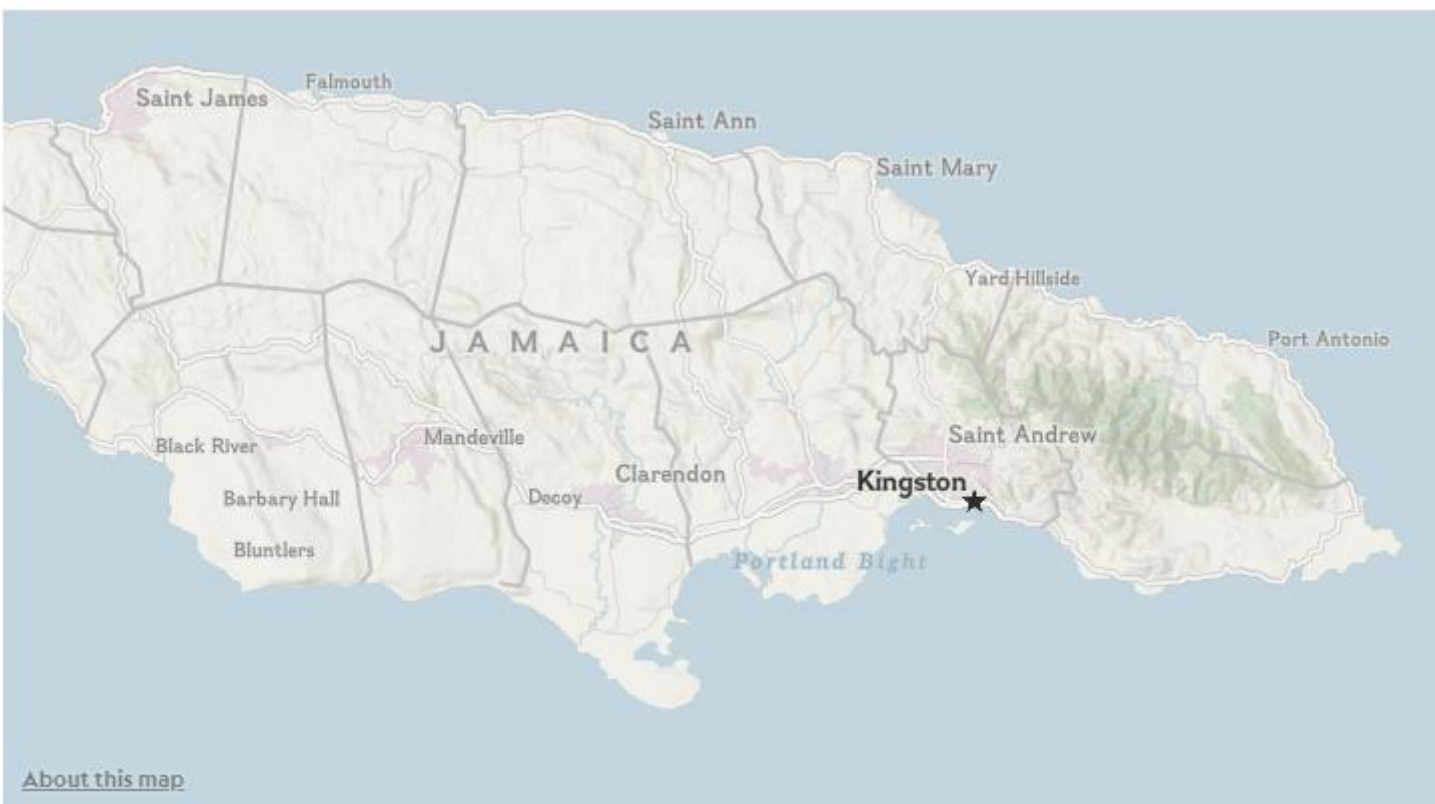 Falmouth
Saint James
Saint Ann
Saint Mary
Yard Hillside
JAMAICA
Port Antonio
Black River
Mandeville
Saint Andrew
Clarendon
Kingston
Barbary Hall
Decoy
Bluntlers
Portland Bight
About this map